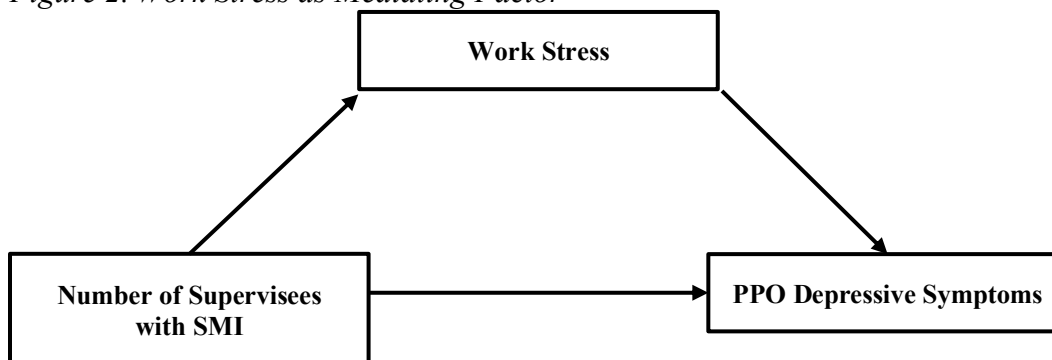 Figure 2. Work Stress as Mediating Factor
Work Stress
Number of Supervisees
with SMI
PPO Depressive Symptoms